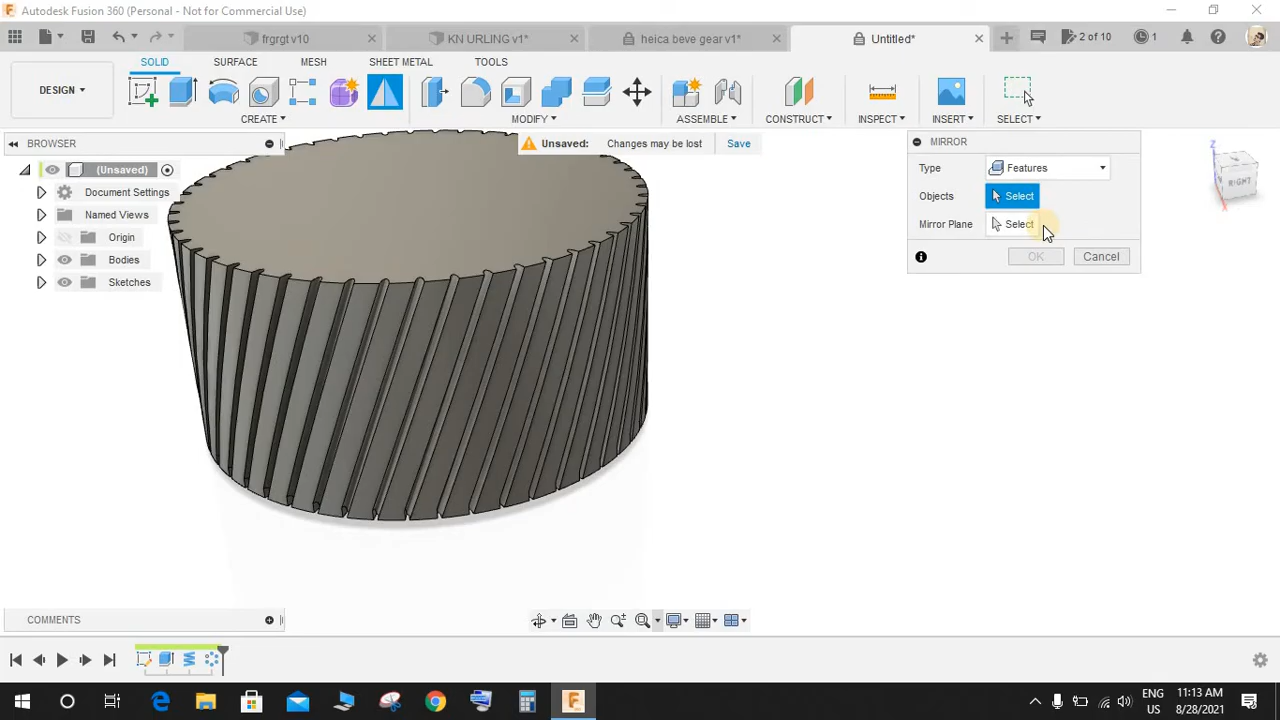 Autodesk Fusion 360 (Personal - Not for Commercial Use)
frgrgt v10
KN URLING v1*
heica beve gear v1*
Untitled*
2 of 10
1
SOLID
SURFACE
MESH
SHEET METAL
TOOLS
DESIGN
CREATE
MODIFY
ASSEMBLE
CONSTRUCT
INSPECT
INSERT
SELECT
BROWSER
Unsaved: Changes may be lost
Save
MIRROR
(Unsaved)
Type
Features
Document Settings
Objects
Select
Named Views
Mirror Plane
Select
Origin
OK
Cancel
Bodies
Sketches
Z
RIGHT
X
COMMENTS
ENG
US
11:13 AM
8/28/2021